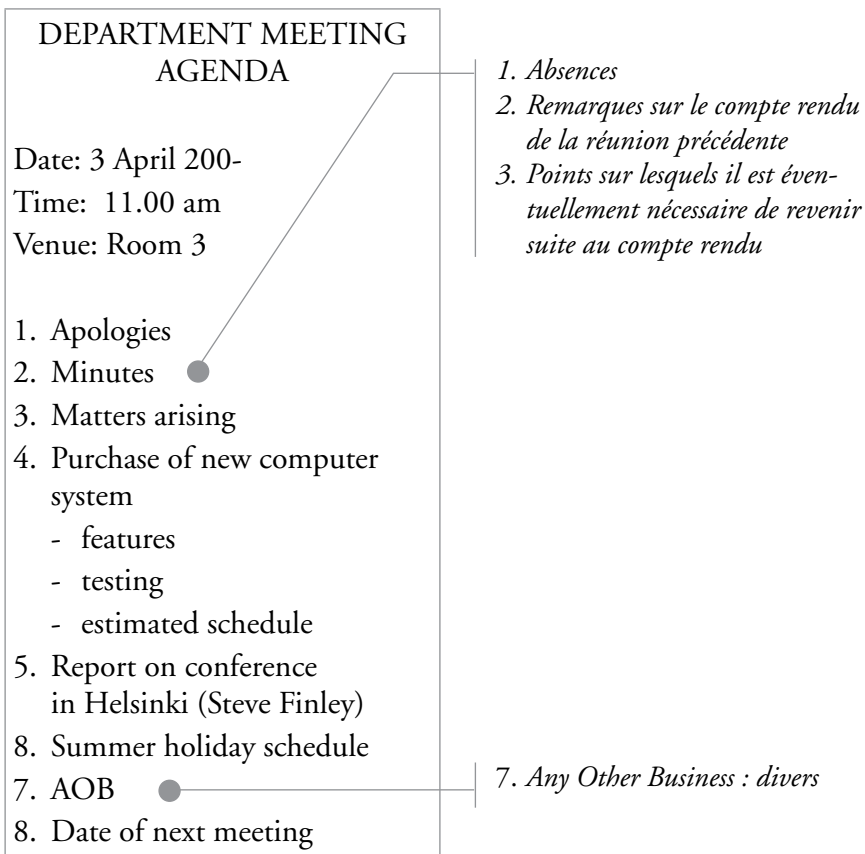 DEPARTMENT MEETING
AGENDA
Date: 3 April 200-
Time: 11.00 am
Venue: Room 3
1. Apologies
2. Minutes
3. Matters arising
4. Purchase of new computer
system
- features
- testing
- estimated schedule
5. Report on conference
in Helsinki (Steve Finley)
8. Summer holiday schedule
7. AOB
8. Date of next meeting
1. Absences
2. Remarques sur le compte rendu
de la réunion précédente
3. Points sur lesquels il est éven-
tuellement nécessaire de revenir
suite au compte rendu
7. Any Other Business : divers